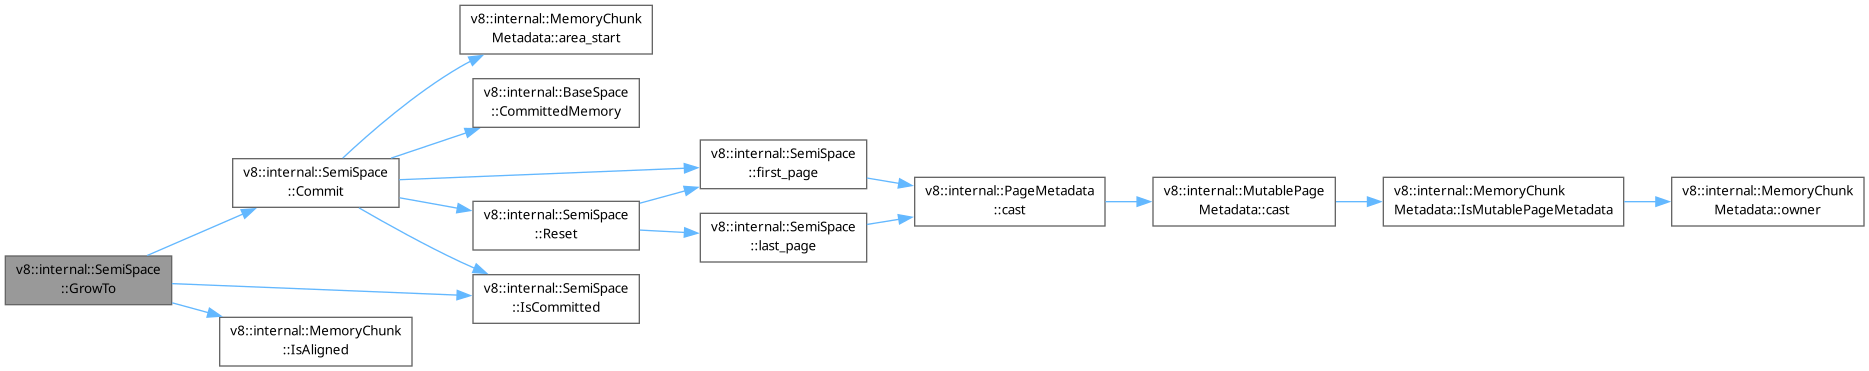 v8::internal::SemiSpace
::GrowTo
v8::internal::SemiSpace
::Commit
v8::internal::MemoryChunk
Metadata::area_start
v8::internal::BaseSpace
::CommittedMemory
v8::internal::SemiSpace
::first_page
v8::internal::PageMetadata
::cast
v8::internal::MutablePage
Metadata::cast
v8::internal::MemoryChunk
Metadata::IsMutablePageMetadata
v8::internal::MemoryChunk
Metadata::owner
v8::internal::SemiSpace
::Reset
v8::internal::SemiSpace
::last_page
v8::internal::SemiSpace
::IsCommitted
v8::internal::MemoryChunk
::IsAligned